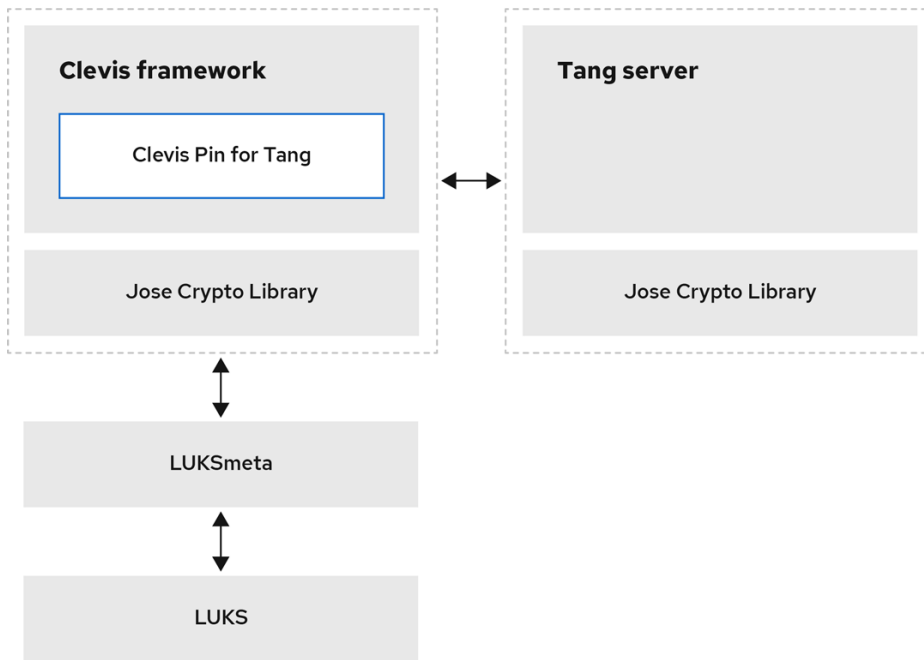 Clevis framework
Clevis Pin for Tang
Jose Crypto Library
Tang server
Jose Crypto Library
LUKSmeta
LUKS